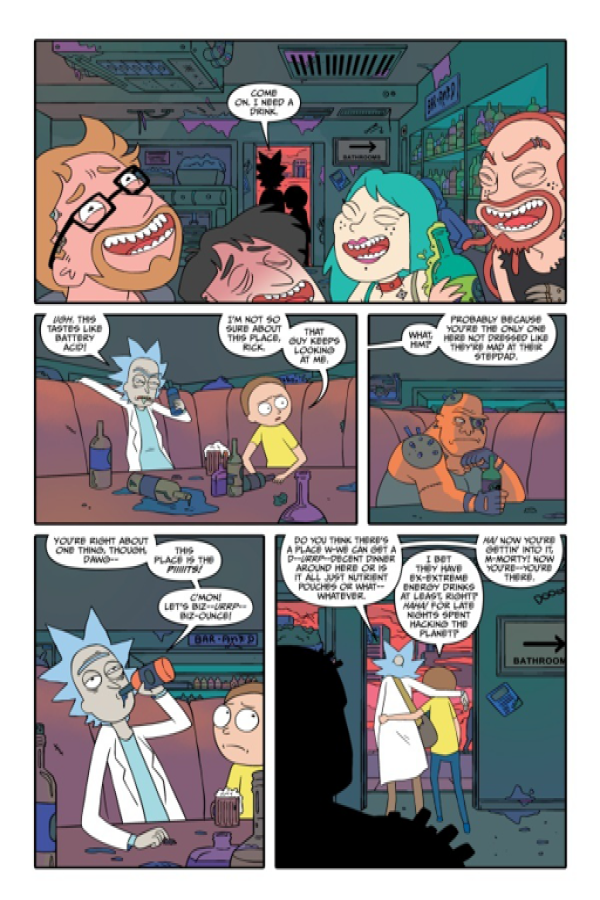 COME
ON. I NEED A
DRINK.
BAR-AMED
BATHROOMS
UGH. THIS
TASTES LIKE
BATTERY
ACID!
I'M NOT SO
SURE ABOUT
THIS PLACE,
RICK.
THAT
GUY KEEPS
LOOKING
AT ME.
WHAT,
HIM?
PROBABLY BECAUSE
YOU'RE THE ONLY ONE
HERE NOT DRESSED LIKE
THEY'RE MAD AT THEIR
STEPDAD.
YOU'RE RIGHT ABOUT
ONE THING, THOUGH,
DAWG--
THIS
PLACE IS THE
PIIIITS!
C'MON!
LET'S BIZ--URRP--
BIZ-OUNCE!
BAR-AMED
DO YOU THINK THERE'S
A PLACE W-WE CAN GET A
D--URRP--DECENT DINNER
AROUND HERE OR IS
IT ALL JUST NUTRIENT
POUCHES OR WHAT--
WHATEVER.
I BET
THEY HAVE
EX-EXTREME
ENERGY DRINKS
AT LEAST, RIGHT?
HAHA! FOR LATE
NIGHTS SPENT
HACKING THE
PLANET?
HA! NOW YOU'RE
GETTIN' INTO IT,
M-MORTY! NOW
YOU'RE--YOU'RE
THERE.
BATHROOM